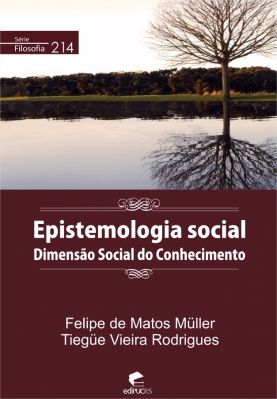 Série
Filosofia 214
Epistemologia social
Dimensão Social do Conhecimento
Felipe de Matos Müller
Tiegüe Vieira Rodrigues
ediPUCRS